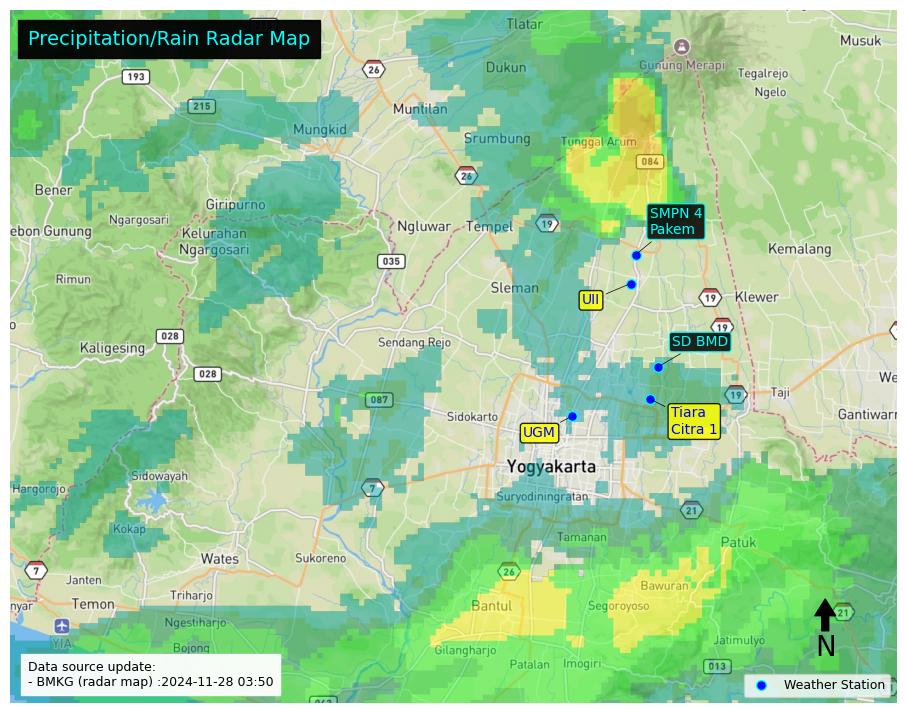 Precipitation/Rain Radar Map
Tlatar
Musuk
26
193
Dukun
Gunung Merapi
Tegalrejo
Ngelo
215
Muntilan
Mungkid
Srumbung
Tunggal Arum
084
26
Bener
Giripurno
Ngargosari
SMPN 4
Pakem
ebon Gunung
Kelurahan
Ngargosari
Ngluwar
Tempel
19
Kemalang
035
Rimun
Sleman
UII
19
Klewer
19
028
Kaligesing
Sendang Rejo
SD BMD
028
We
087
19
Taji
Sidokarto
UGM
Tiara
Citra 1
Gantiwarn
Yogyakarta
Sidowayah
Hargorojo
7
Suryodiningratan
21
Kokap
Tamanan
Patuk
Wates
Sukoreno
26
7
Janten
Bawuran
Temon
Triharjo
Bantul
Segoroyoso
nyar
Ngestiharjo
21
YIA
Bojong
Gilangharjo
Jatimulyo
N
Patalan
Imogiri
013
Data source update:
- BMKG (radar map) :2024-11-28 03:50
Weather Station